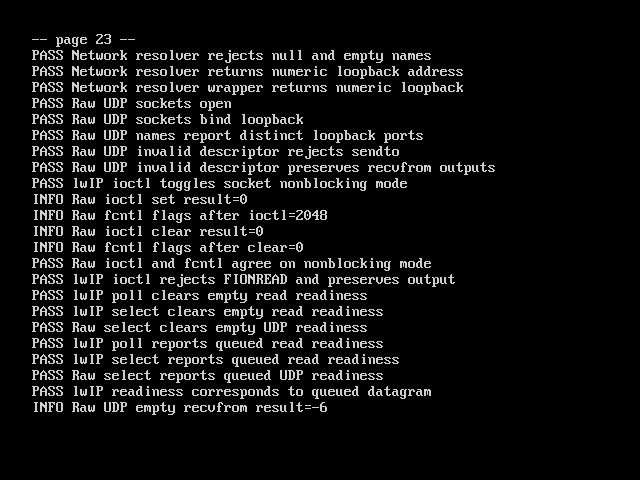 -- page 23 --
PASS Network resolver rejects null and empty names
PASS Network resolver returns numeric loopback address
PASS Network resolver wrapper returns numeric loopback
PASS Raw UDP sockets open
PASS Raw UDP sockets bind loopback
PASS Raw UDP names report distinct loopback ports
PASS Raw UDP invalid descriptor rejects sendto
PASS Raw UDP invalid descriptor preserves recvfrom outputs
PASS lwIP ioctl toggles socket nonblocking mode
INFO Raw ioctl set result=0
INFO Raw fcntl flags after ioctl=2048
INFO Raw ioctl clear result=0
INFO Raw fcntl flags after clear=0
PASS Raw ioctl and fcntl agree on nonblocking mode
PASS lwIP ioctl rejects FIONREAD and preserves output
PASS lwIP poll clears empty read readiness
PASS lwIP select clears empty read readiness
PASS Raw select clears empty UDP readiness
PASS lwIP poll reports queued read readiness
PASS lwIP select reports queued read readiness
PASS Raw select reports queued UDP readiness
PASS lwIP readiness corresponds to queued datagram
INFO Raw UDP empty recvfrom result=-6